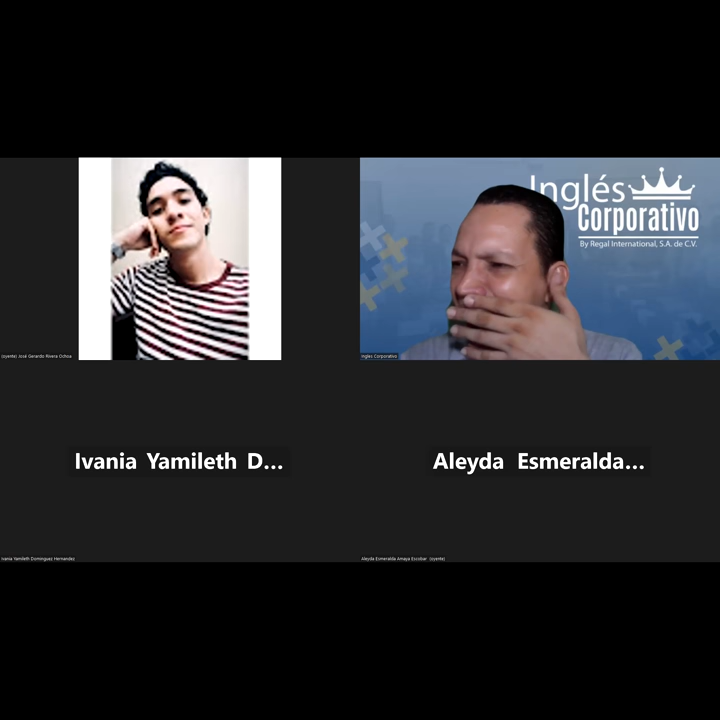 Inglés
Corporativo
By Regal International, S.A. de C.V.
(oyente) José Gerardo Rivera Ochoa
Inglés Corporativo
Ivania Yamileth D...
Aleyda Esmeralda...
Ivania Yamileth Dominguez Hernandez
Aleyda Esmeralda Amaya Escobar (oyente)